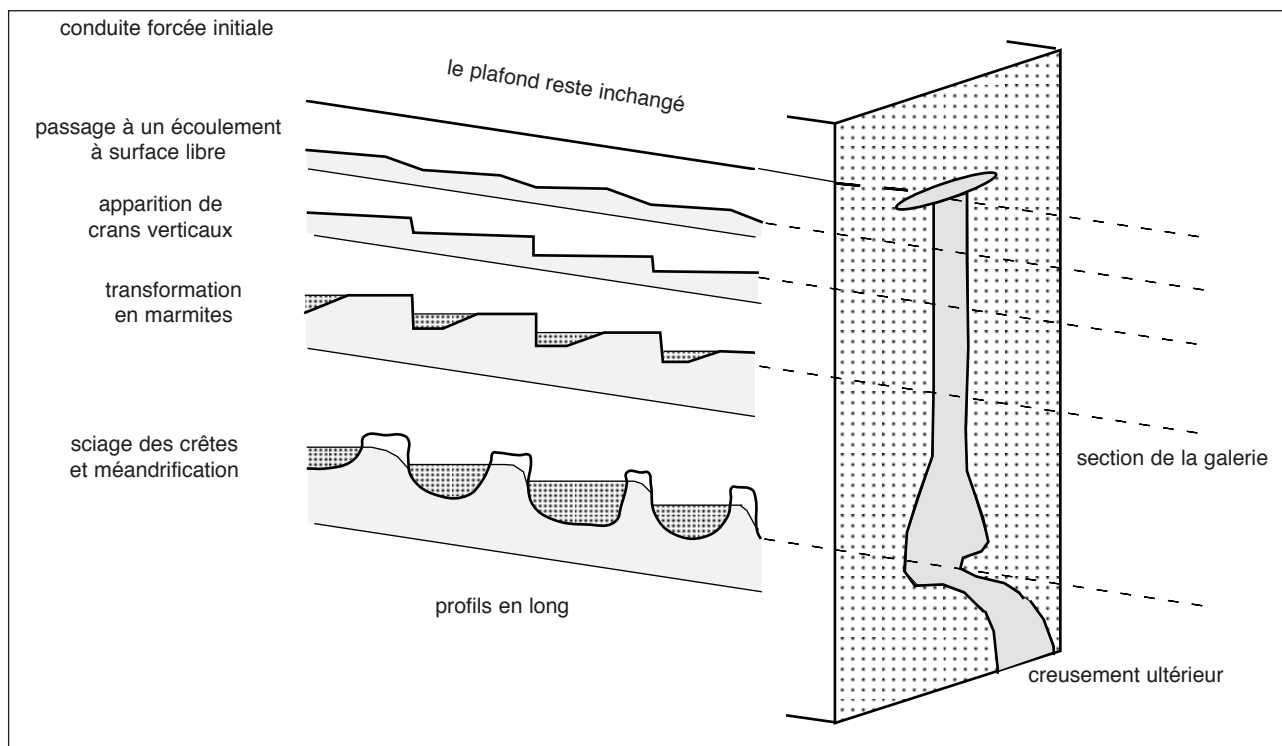 conduite forcée initiale
le plafond reste inchangé
passage à un écoulement
à surface libre
apparition de
crans verticaux
transformation
en marmites
sciage des crêtes
et méandrification
section de la galerie
profils en long
creusement ultérieur